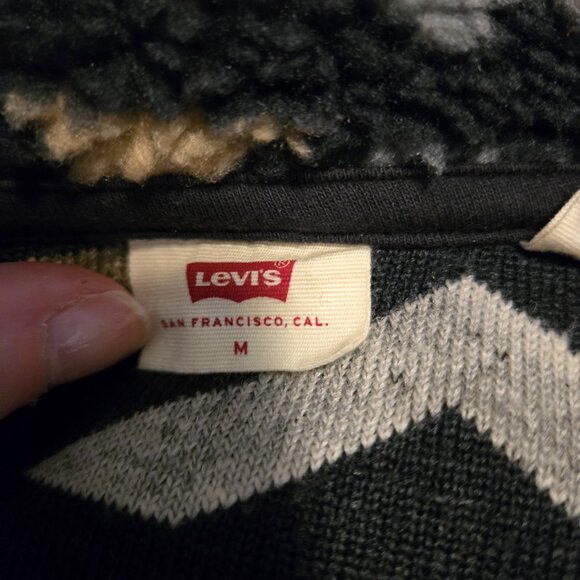 LEVI'S®
SAN FRANCISCO, CAL.
M